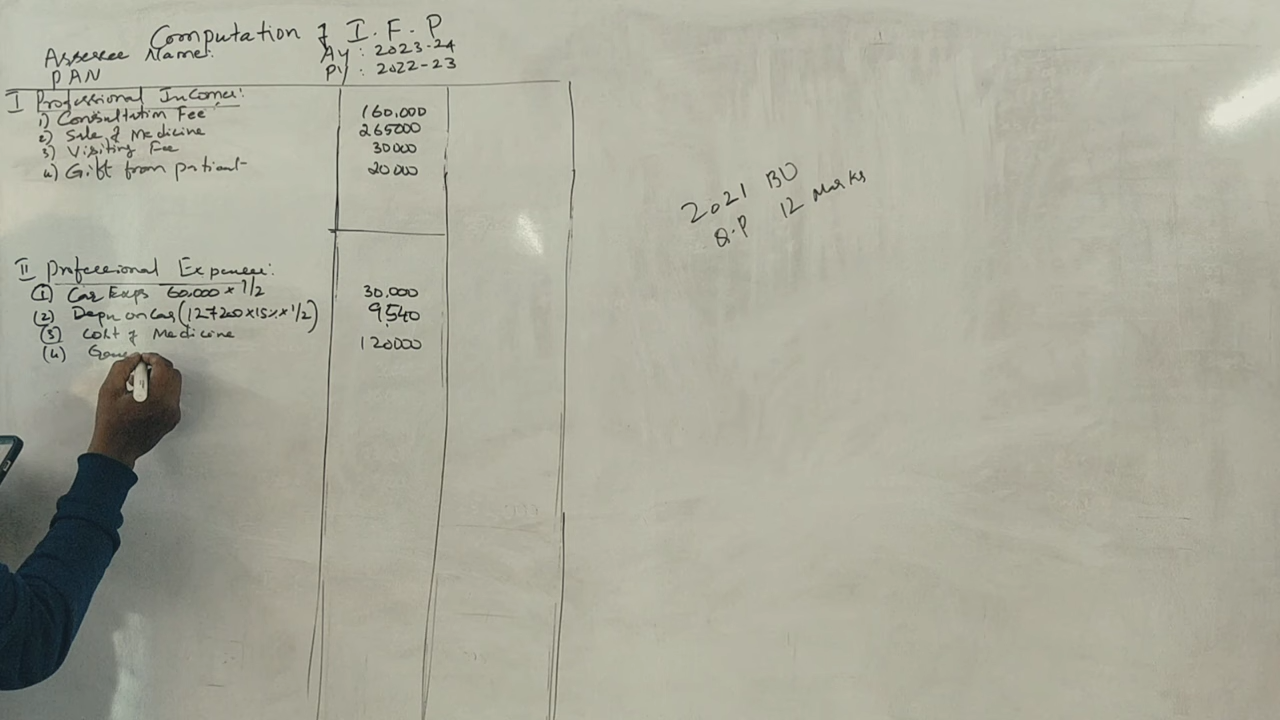 Computation of I. F. P
Assessee Name:
Ay : 2023-24
PAN
Py : 2022-23
I Professional Income:
1) Consultation Fee 160,000
2) Sale of Medicine 265000
3) Visiting Fee 30000
4) Gift from patient 20000
2021 BU
Q.P 12 Marks
II Professional Expenses:
(1) Car Exps 60,000 × 1/2 30,000
(2) Depn on Car (127200×15%×1/2) 9,540
(3) Cost of Medicine 120000
(4)